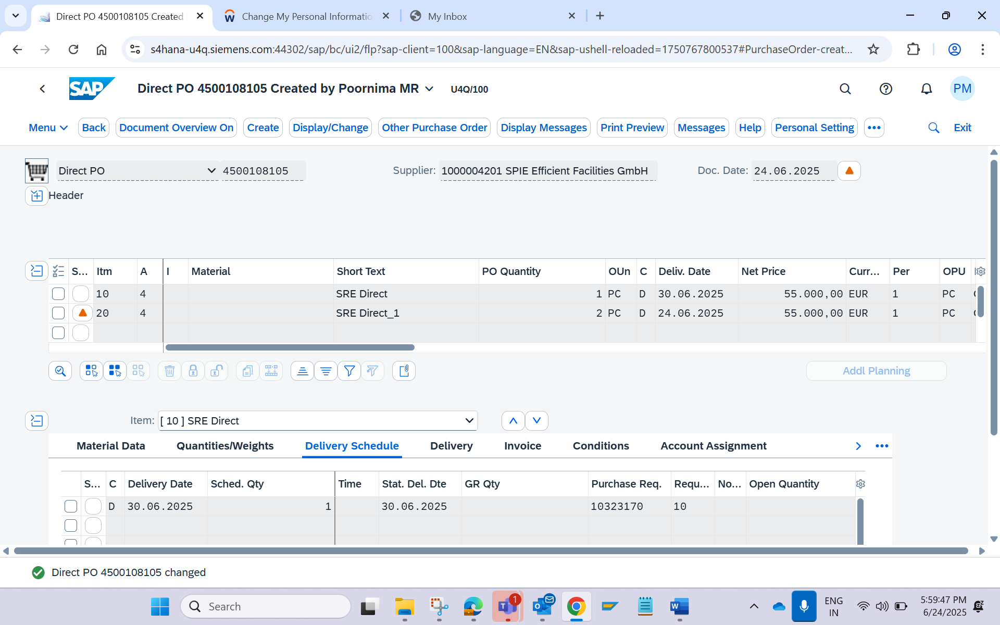 Direct PO 4500108105 Created
Change My Personal Informatio
My Inbox
s4hana-u4q.siemens.com:44302/sap/bc/ui2/flp?sap-client=100&sap-language=EN&sap-ushell-reloaded=1750767800537#PurchaseOrder-creat...
SAP Direct PO 4500108105 Created by Poornima MR U4Q/100 PM
Menu Back Document Overview On Create Display/Change Other Purchase Order Display Messages Print Preview Messages Help Personal Setting ••• Exit
Direct PO 4500108105 Supplier: 1000004201 SPIE Efficient Facilities GmbH Doc. Date: 24.06.2025
Header
S... Itm A I Material Short Text PO Quantity OUn C Deliv. Date Net Price Curr... Per OPU
10 4 SRE Direct 1 PC D 30.06.2025 55.000,00 EUR 1 PC
20 4 SRE Direct_1 2 PC D 24.06.2025 55.000,00 EUR 1 PC
Addl Planning
Item: [ 10 ] SRE Direct
Material Data Quantities/Weights Delivery Schedule Delivery Invoice Conditions Account Assignment •••
S... C Delivery Date Sched. Qty Time Stat. Del. Dte GR Qty Purchase Req. Requ... No... Open Quantity
D 30.06.2025 1 30.06.2025 10323170 10
Direct PO 4500108105 changed
Search
1
ENG
IN
5:59:47 PM
6/24/2025